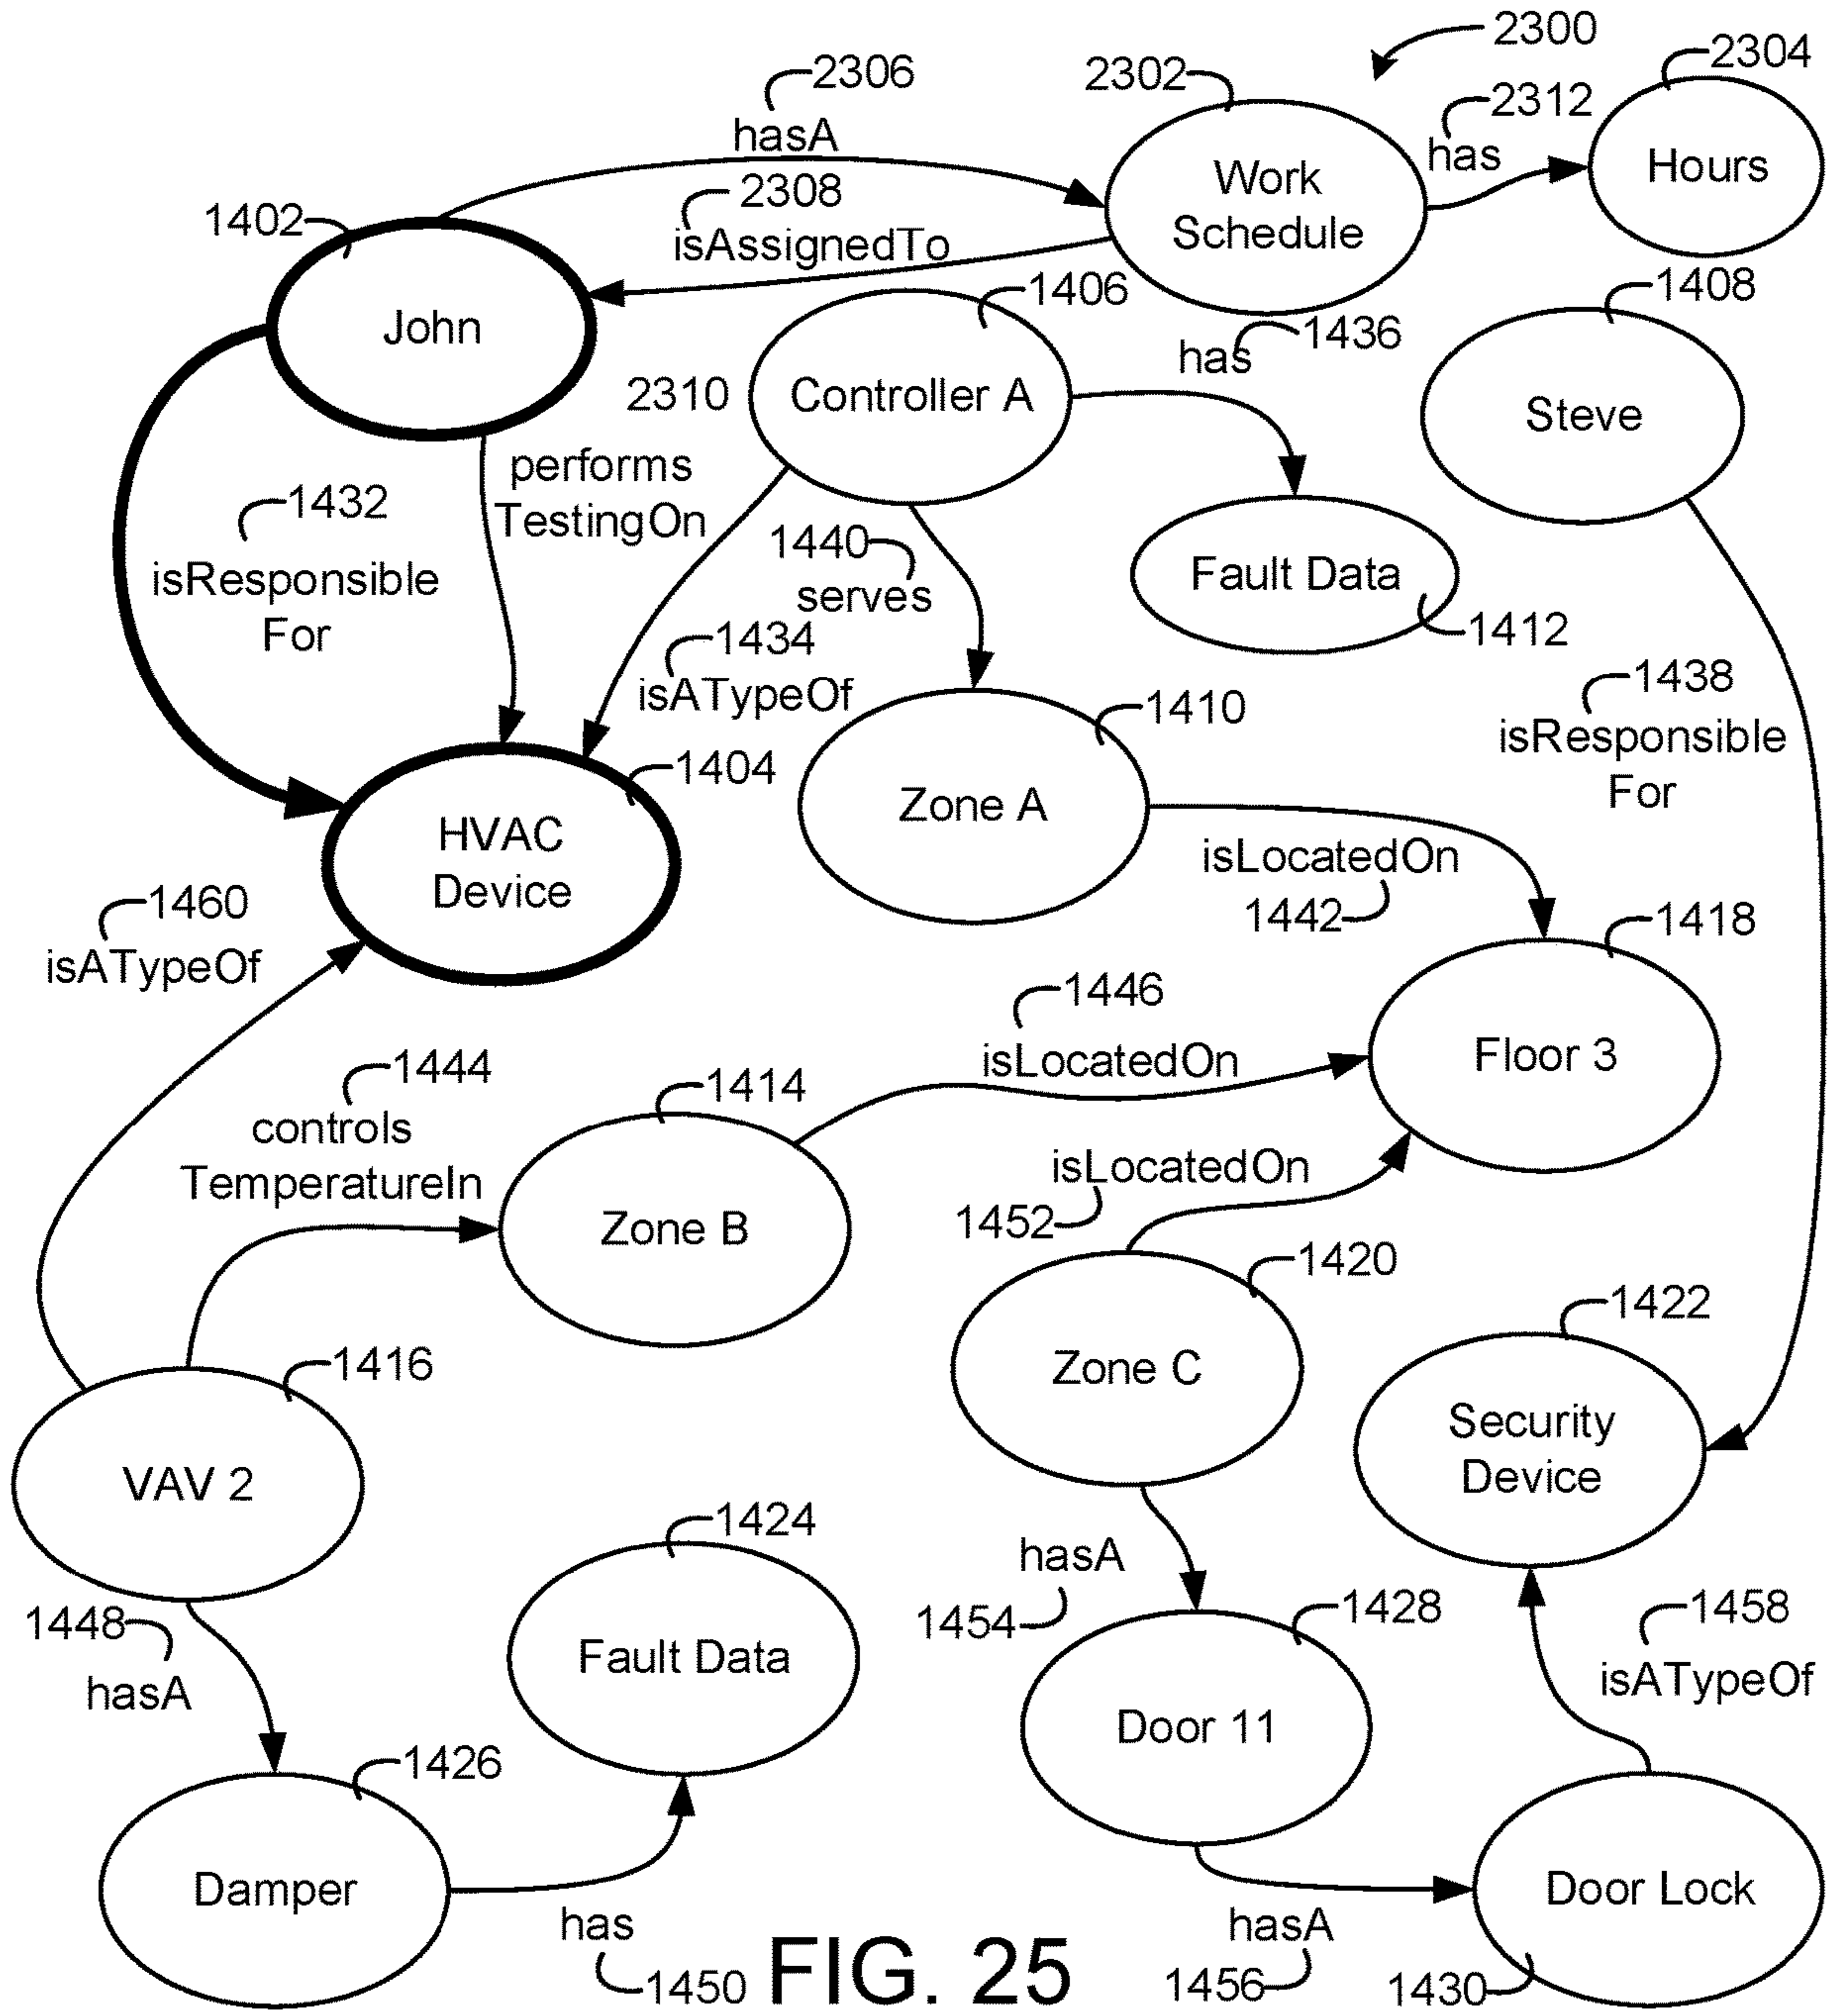 2300
2306
2302
2304
2312
hasA
has
Hours
Work
Schedule
2308
1402
isAssignedTo
1406
1408
John
1436
has
2310
Controller A
Steve
performs
TestingOn
1432
isResponsible
For
1440
serves
Fault Data
1412
1434
isATypeOf
1438
isResponsible
For
1410
1404
Zone A
HVAC
Device
isLocatedOn
1442
1460
isATypeOf
1418
1446
isLocatedOn
Floor 3
1444
controls
TemperatureIn
1414
isLocatedOn
1452
Zone B
1420
1422
1416
Zone C
Security
Device
VAV 2
1424
hasA
1454
1428
1458
isATypeOf
1448
hasA
Fault Data
Door 11
1426
Damper
Door Lock
has
1450
hasA
1456
1430
FIG. 25